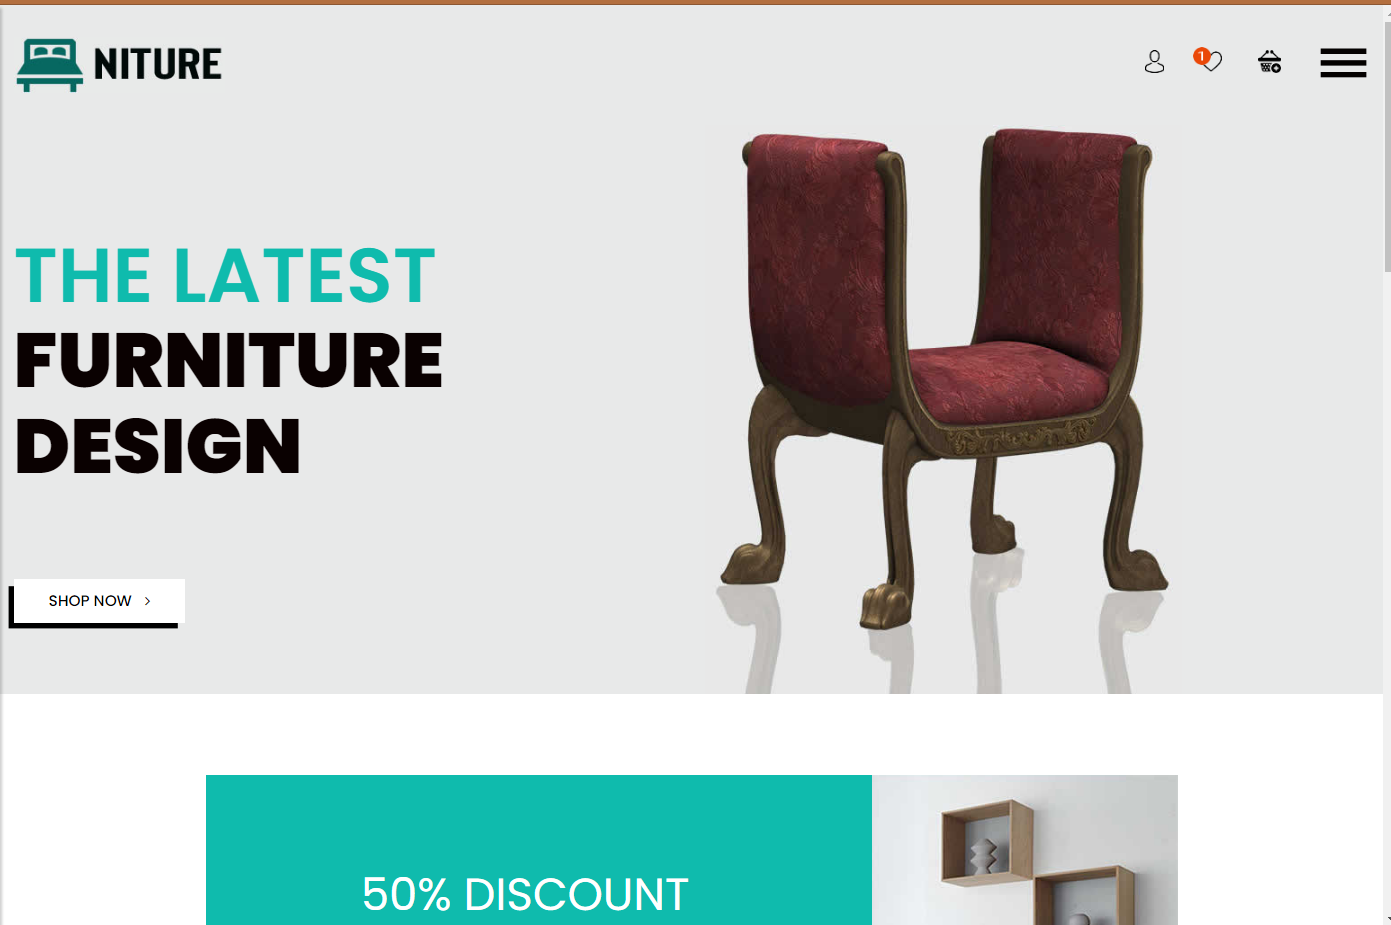 NITURE
1
THE LATEST
FURNITURE
DESIGN
SHOP NOW
50% DISCOUNT